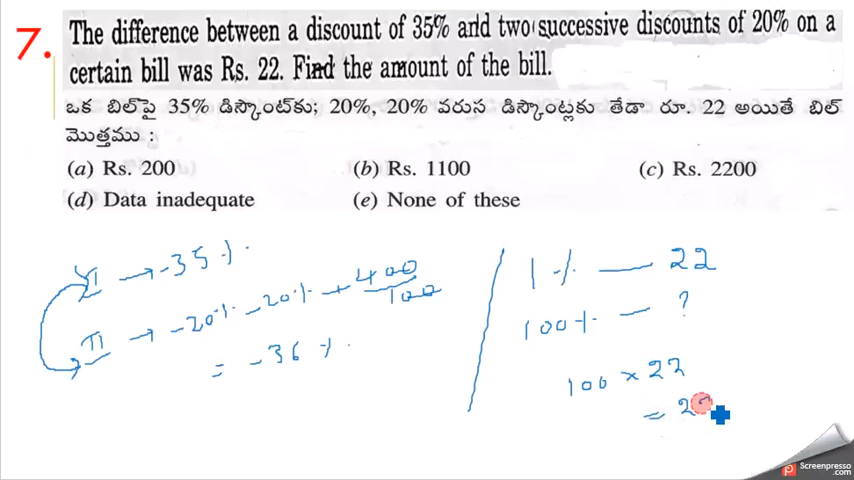 7. The difference between a discount of 35% and two successive discounts of 20% on a
certain bill was Rs. 22. Find the amount of the bill.
ఒక బిల్‌పై 35% డిస్కౌంట్‌కు; 20%, 20% వరుస డిస్కౌంట్లకు తేడా రూ. 22 అయితే బిల్
మొత్తము :
(a) Rs. 200 (b) Rs. 1100 (c) Rs. 2200
(d) Data inadequate (e) None of these
I → -35%
II → -20% -20% + 400/100
= -36%
1% — 22
100% — ?
100 × 22
= 2
Screenpresso